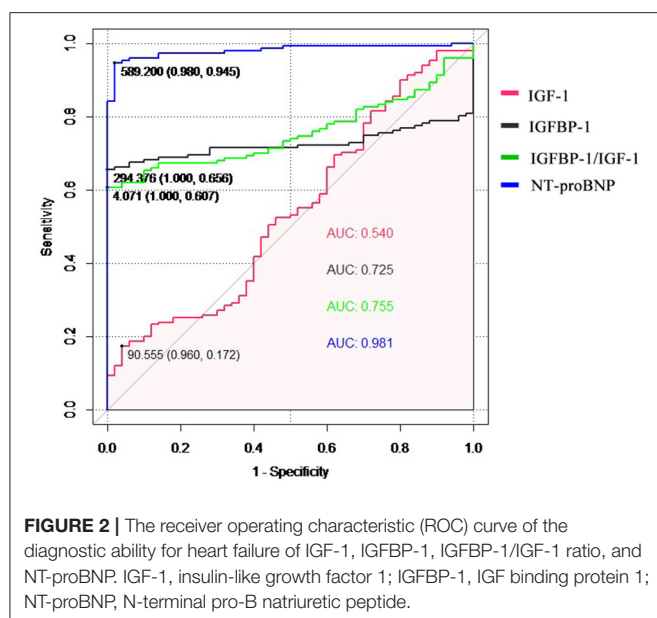 1.0
0.8
0.6
0.4
0.2
0.0
Sensitivity
589.200 (0.980, 0.945)
294.376 (1.000, 0.656)
4.071 (1.000, 0.607)
90.555 (0.960, 0.172)
AUC: 0.540
AUC: 0.725
AUC: 0.755
AUC: 0.981
0.0 0.2 0.4 0.6 0.8 1.0
1 - Specificity
IGF-1
IGFBP-1
IGFBP-1/IGF-1
NT-proBNP
FIGURE 2 | The receiver operating characteristic (ROC) curve of the
diagnostic ability for heart failure of IGF-1, IGFBP-1, IGFBP-1/IGF-1 ratio, and
NT-proBNP. IGF-1, insulin-like growth factor 1; IGFBP-1, IGF binding protein 1;
NT-proBNP, N-terminal pro-B natriuretic peptide.